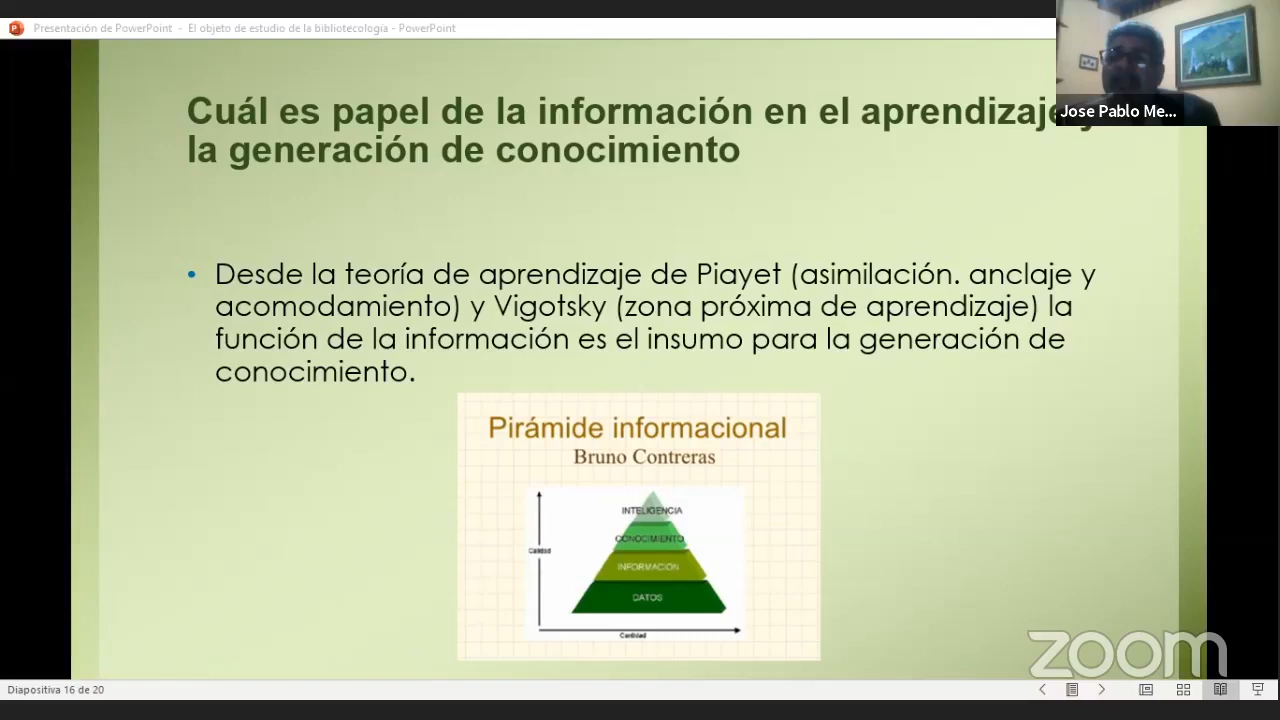 Presentación de PowerPoint - El objeto de estudio de la bibliotecología - PowerPoint
Jose Pablo Me...
Cuál es papel de la información en el aprendizaje y
la generación de conocimiento
• Desde la teoría de aprendizaje de Piayet (asimilación. anclaje y
acomodamiento) y Vigotsky (zona próxima de aprendizaje) la
función de la información es el insumo para la generación de
conocimiento.
Pirámide informacional
Bruno Contreras
INTELIGENCIA
CONOCIMIENTO
Calidad
INFORMACION
DATOS
Cantidad
zoom
Diapositiva 16 de 20